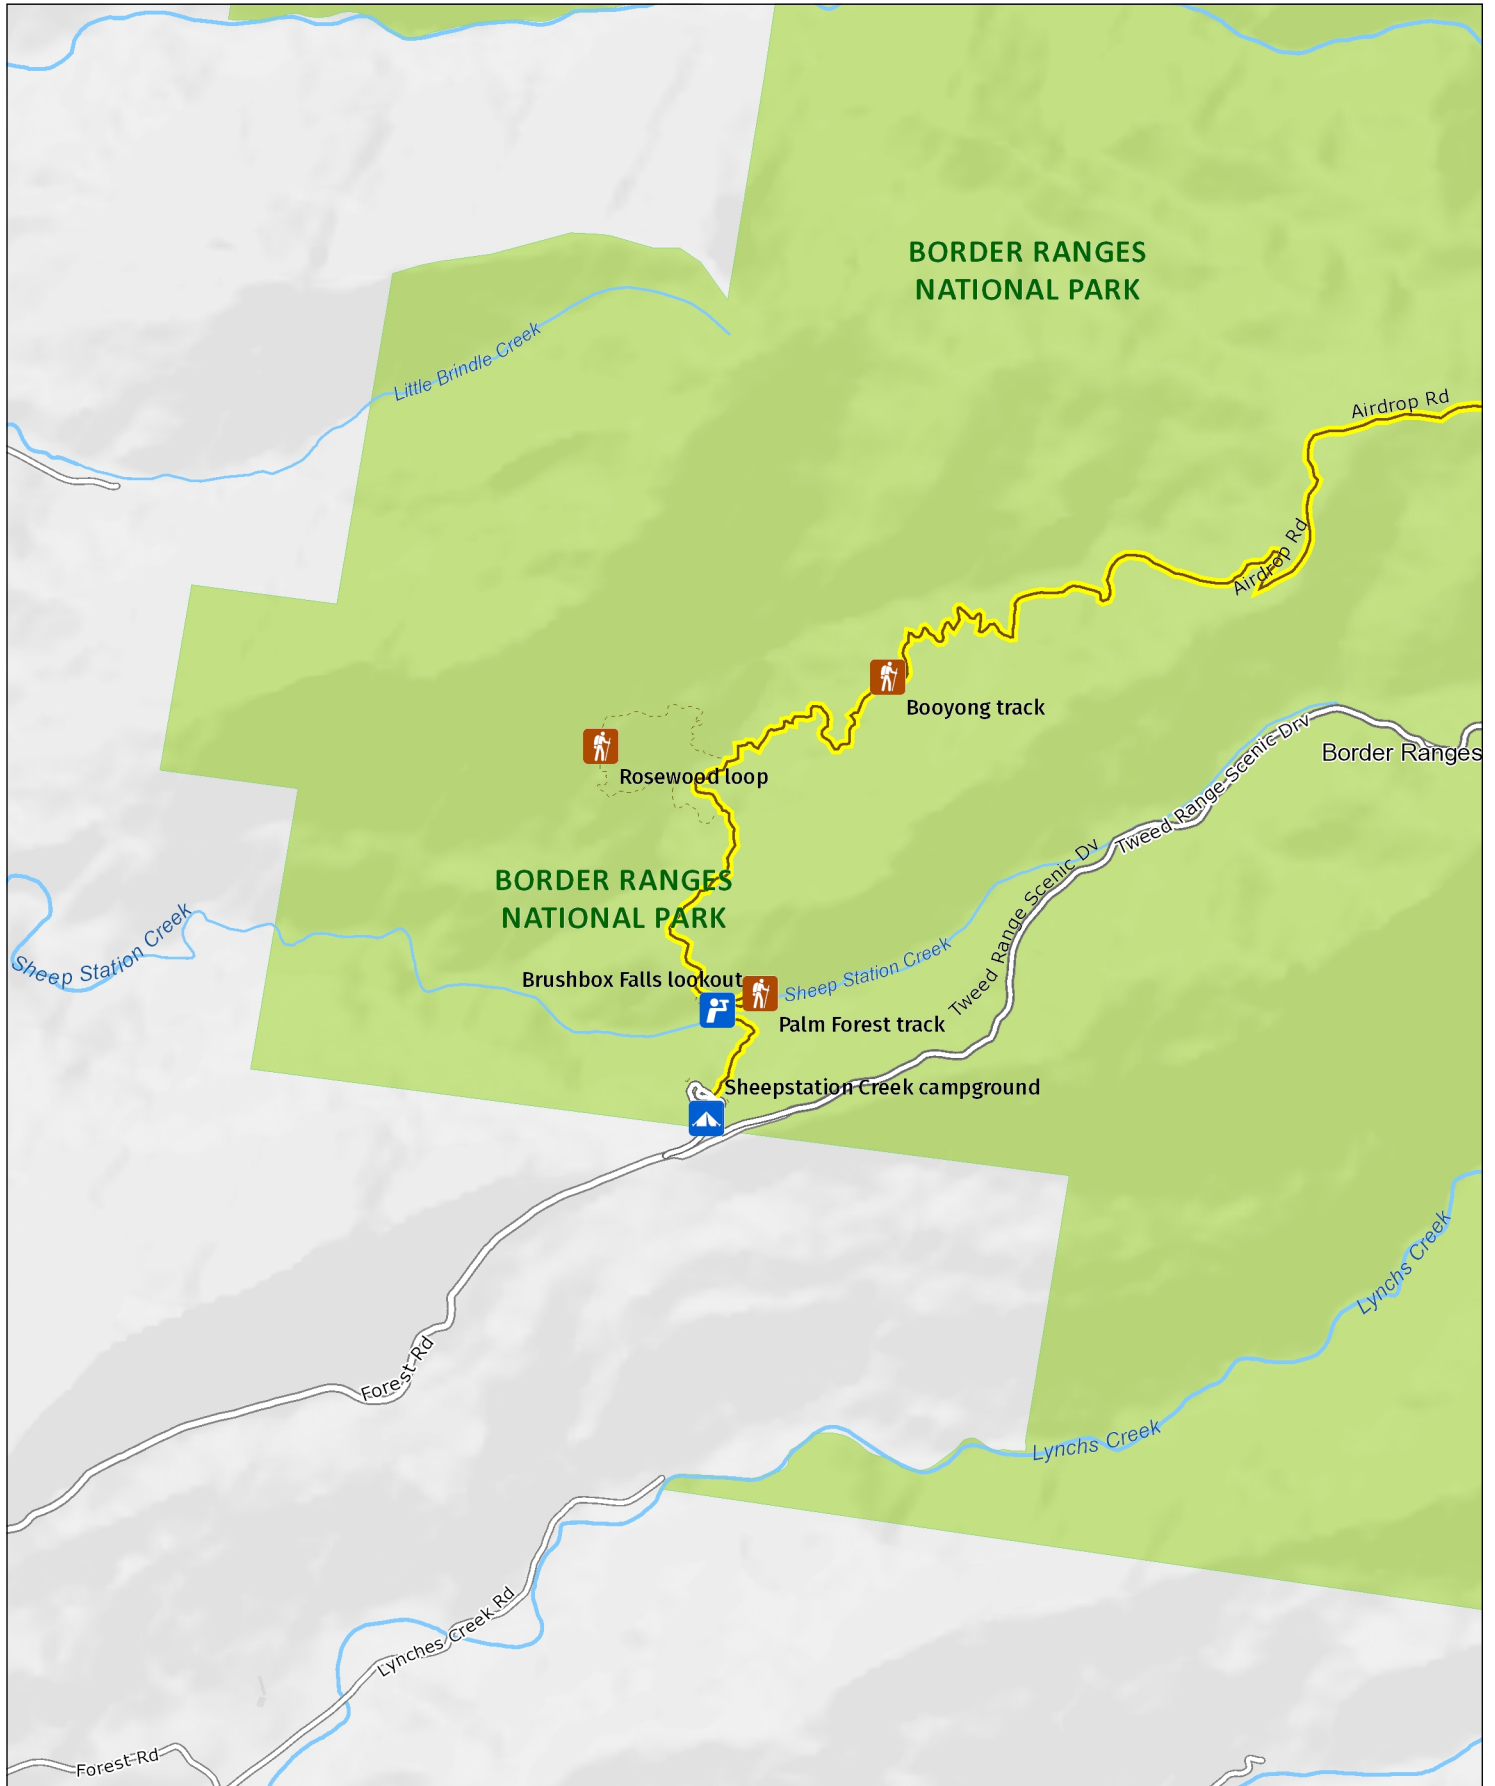 BORDER RANGES
NATIONAL PARK
Little Brindle Creek
Airdrop Rd
Airdrop Rd
Booyong track
Tweed Range Scenic Drv
Border Ranges
Rosewood loop
Tweed Range Scenic Dv
BORDER RANGES
NATIONAL PARK
Sheep Station Creek
Sheep Station Creek
Brushbox Falls lookout
Palm Forest track
Sheepstation Creek campground
Lynchs Creek
Forest Rd
Lynchs Creek
Lynches Creek Rd
Forest Rd